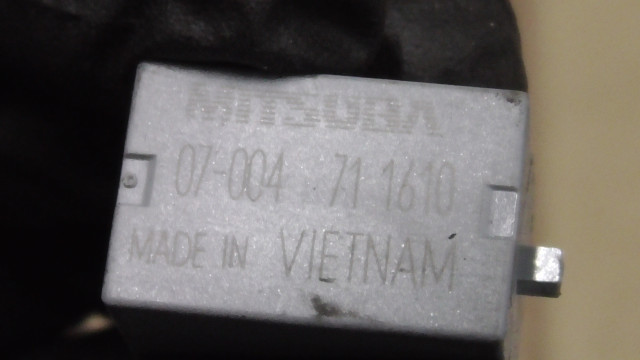 MITSUBA
07-004 71 1610
MADE IN VIETNAM